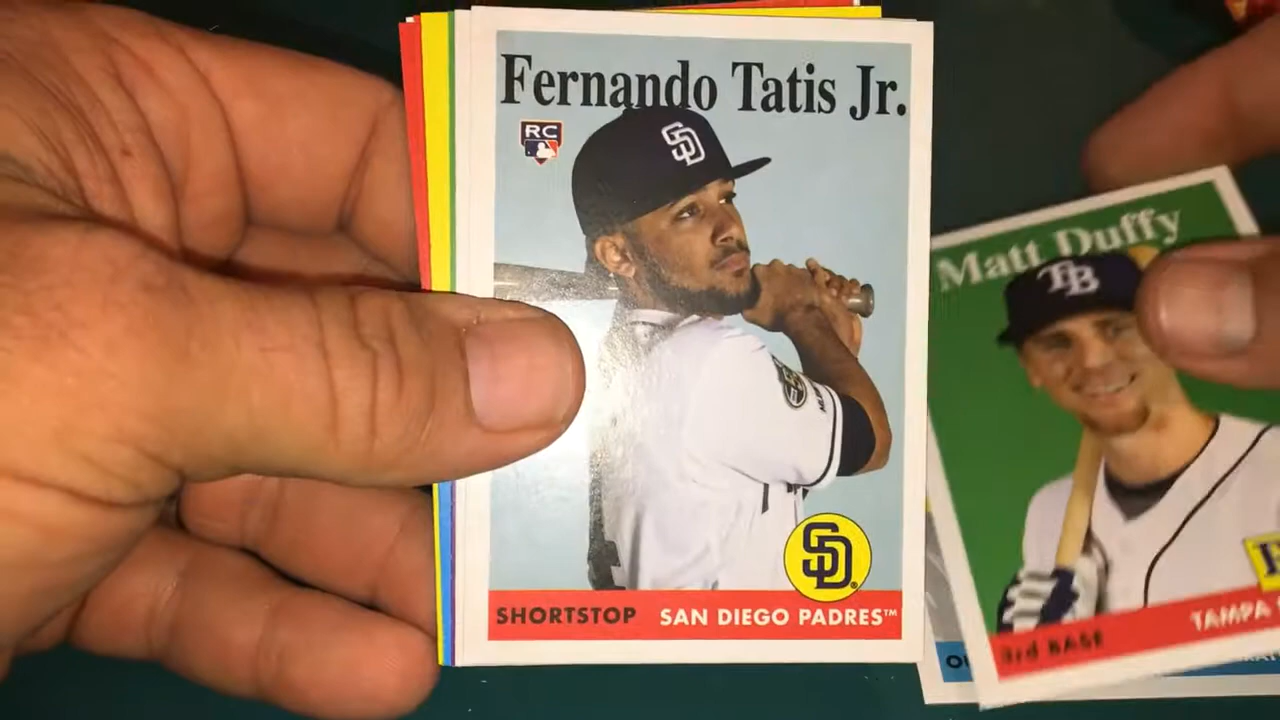 Fernando Tatis Jr.
RC
SD
SD
SHORTSTOP SAN DIEGO PADRES™
Matt Duffy
TB
3rd BASE TAMPA